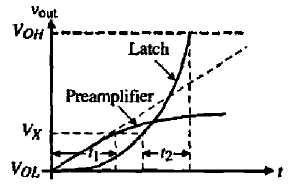 v_out
V_OH
Latch
Preamplifier
V_X
t_1
t_2
V_OL
t